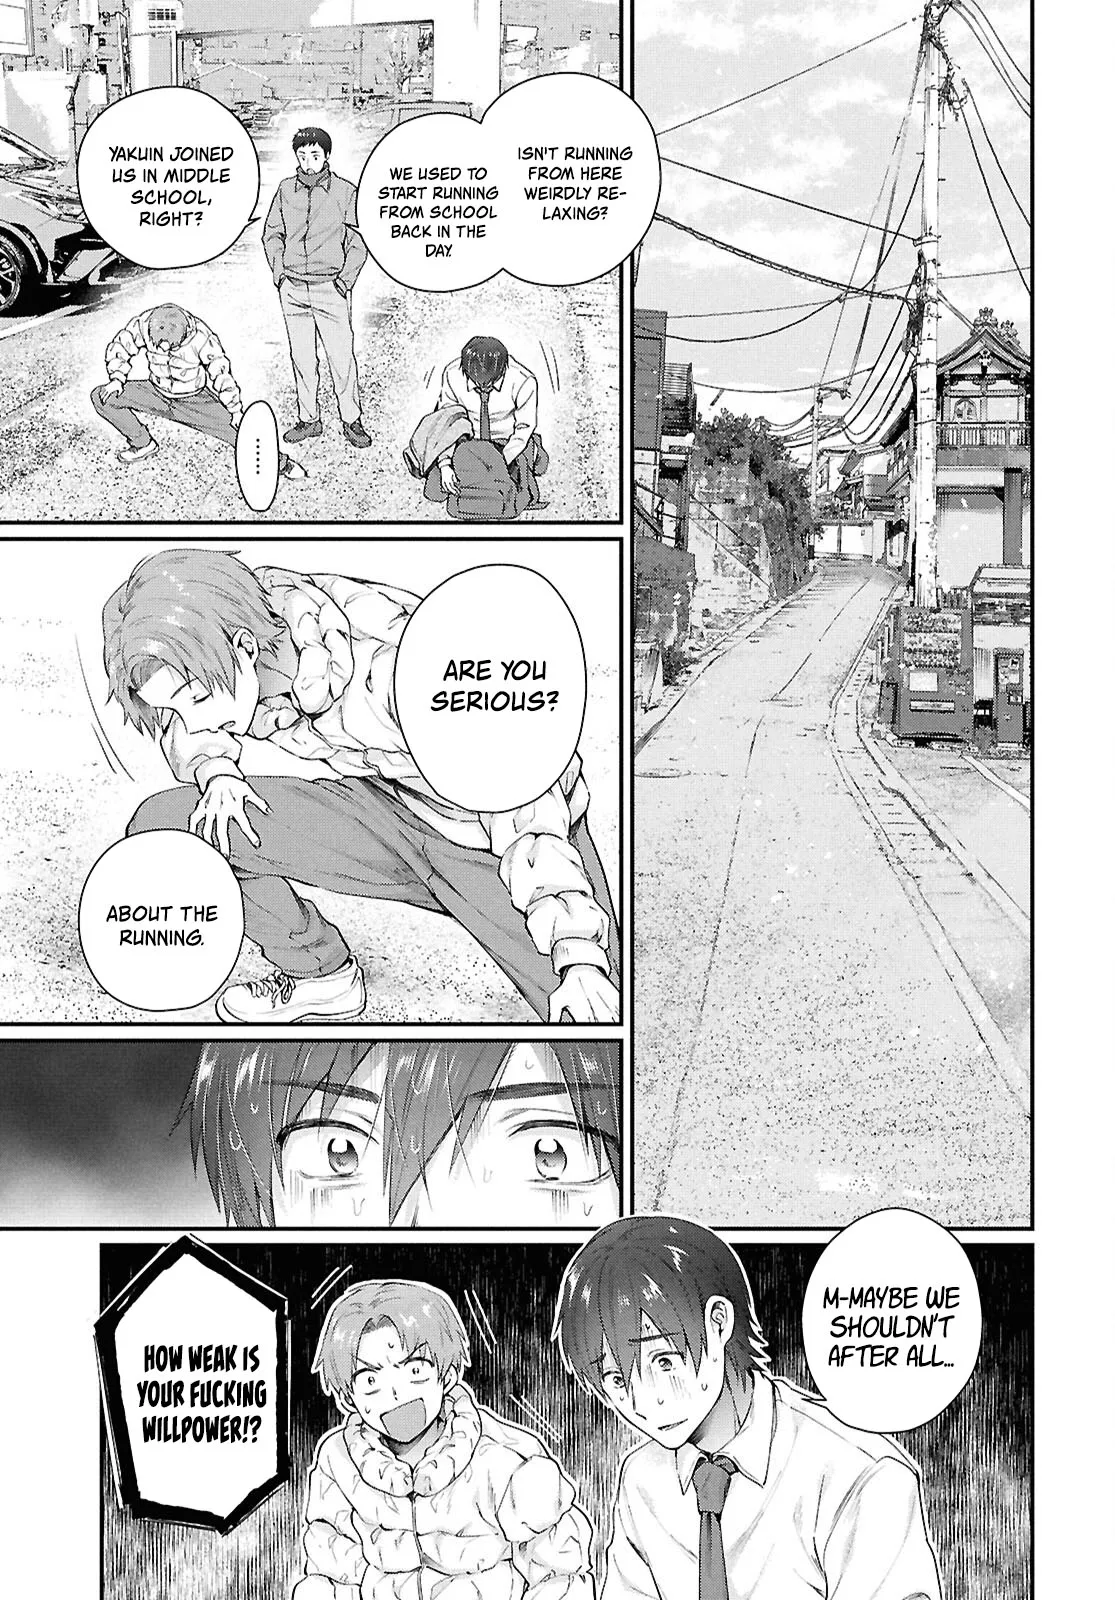 ISN'T RUNNING
FROM HERE
WEIRDLY RE-
LAXING?
WE USED TO
START RUNNING
FROM SCHOOL
BACK IN THE
DAY.
YAKUIN JOINED
US IN MIDDLE
SCHOOL,
RIGHT?
......
ARE YOU
SERIOUS?
ABOUT THE
RUNNING.
M-MAYBE WE
SHOULDN'T
AFTER ALL...
HOW WEAK IS
YOUR FUCKING
WILLPOWER!?